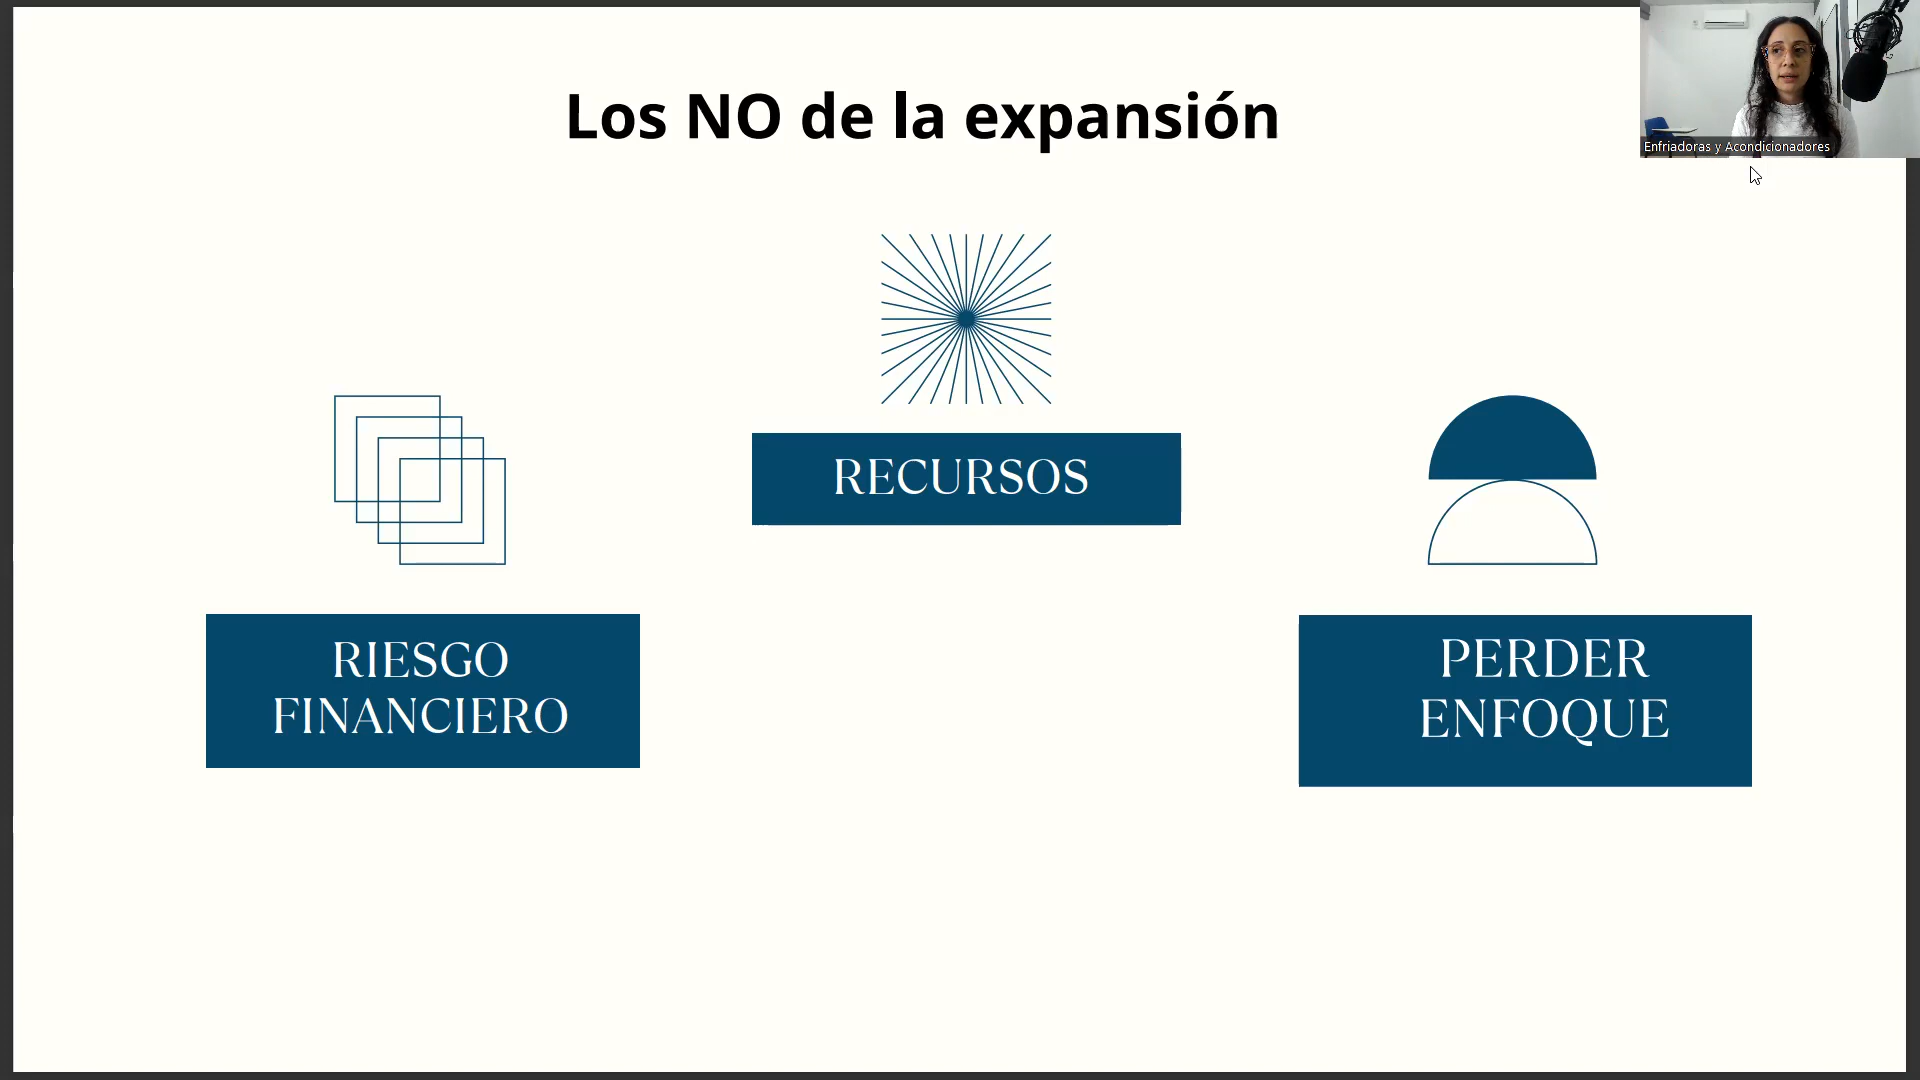 Los NO de la expansión
Enfriadoras y Acondicionadores
RECURSOS
RIESGO
FINANCIERO
PERDER
ENFOQUE